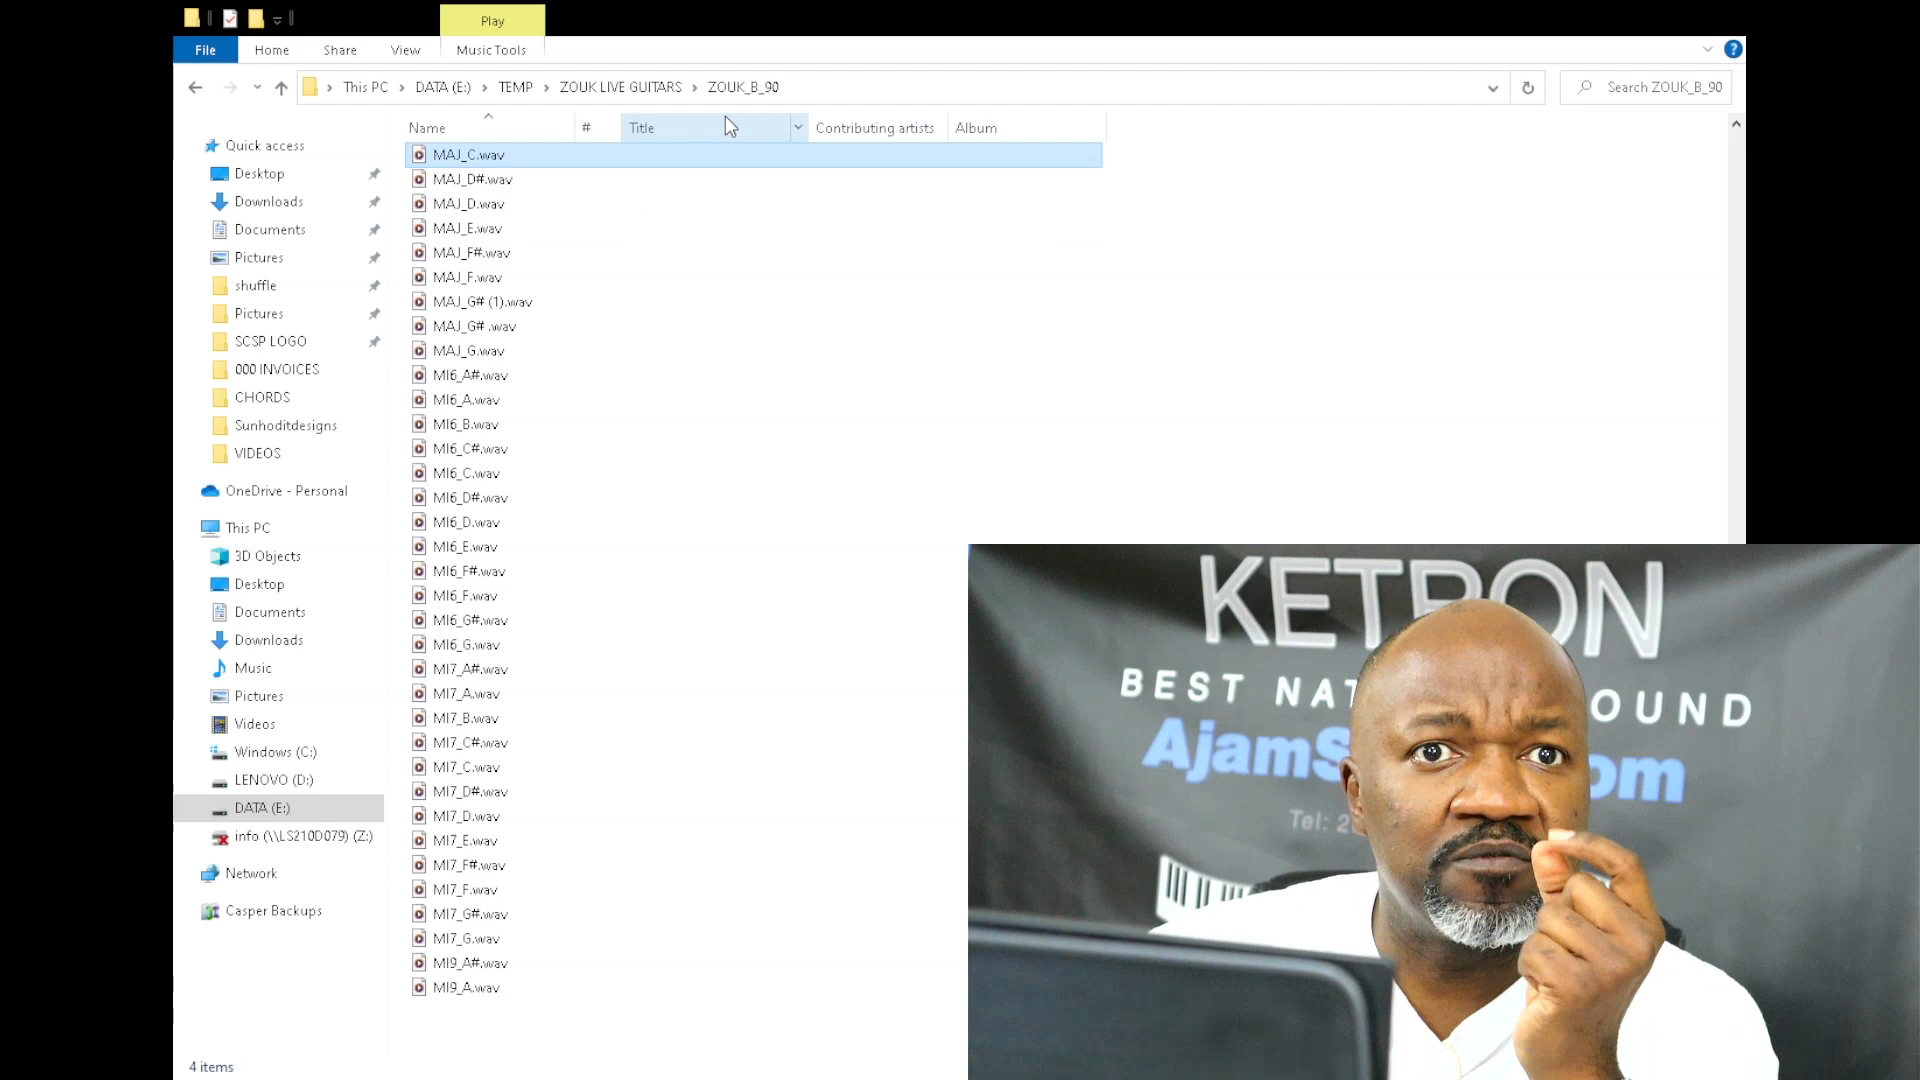 Play
File Home Share View Music Tools
This PC > DATA (E:) > TEMP > ZOUK LIVE GUITARS > ZOUK_B_90
Search ZOUK_B_90
Name # Title Contributing artists Album
Quick access
Desktop
Downloads
Documents
Pictures
shuffle
Pictures
SCSP LOGO
000 INVOICES
CHORDS
Sunhoditdesigns
VIDEOS
OneDrive - Personal
This PC
3D Objects
Desktop
Documents
Downloads
Music
Pictures
Videos
Windows (C:)
LENOVO (D:)
DATA (E:)
info (\\LS210D079) (Z:)
Network
Casper Backups
4 items
MAJ_C.wav
MAJ_D#.wav
MAJ_D.wav
MAJ_E.wav
MAJ_F#.wav
MAJ_F.wav
MAJ_G# (1).wav
MAJ_G# .wav
MAJ_G.wav
MI6_A#.wav
MI6_A.wav
MI6_B.wav
MI6_C#.wav
MI6_C.wav
MI6_D#.wav
MI6_D.wav
MI6_E.wav
MI6_F#.wav
MI6_F.wav
MI6_G#.wav
MI6_G.wav
MI7_A#.wav
MI7_A.wav
MI7_B.wav
MI7_C#.wav
MI7_C.wav
MI7_D#.wav
MI7_D.wav
MI7_E.wav
MI7_F#.wav
MI7_F.wav
MI7_G#.wav
MI7_G.wav
MI9_A#.wav
MI9_A.wav
KETRON
BEST NAT OUND
AjamS om
Tel: 2